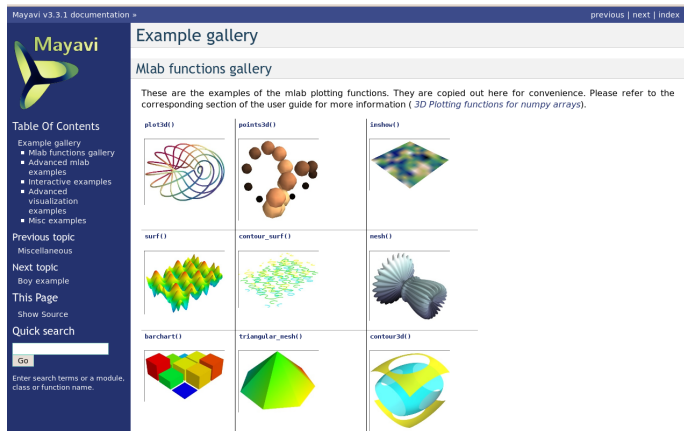 Mayavi v3.3.1 documentation »
previous | next | index
Mayavi
Table Of Contents
Example gallery
Mlab functions gallery
Advanced mlab
examples
Interactive examples
Advanced
visualization
examples
Misc examples
Previous topic
Miscellaneous
Next topic
Boy example
This Page
Show Source
Quick search
Go
Enter search terms or a module,
class or function name.
Example gallery
Mlab functions gallery
These are the examples of the mlab plotting functions. They are copied out here for convenience. Please refer to the
corresponding section of the user guide for more information ( 3D Plotting functions for numpy arrays).
plot3d()
points3d()
imshow()
surf()
contour_surf()
mesh()
barchart()
triangular_mesh()
contour3d()